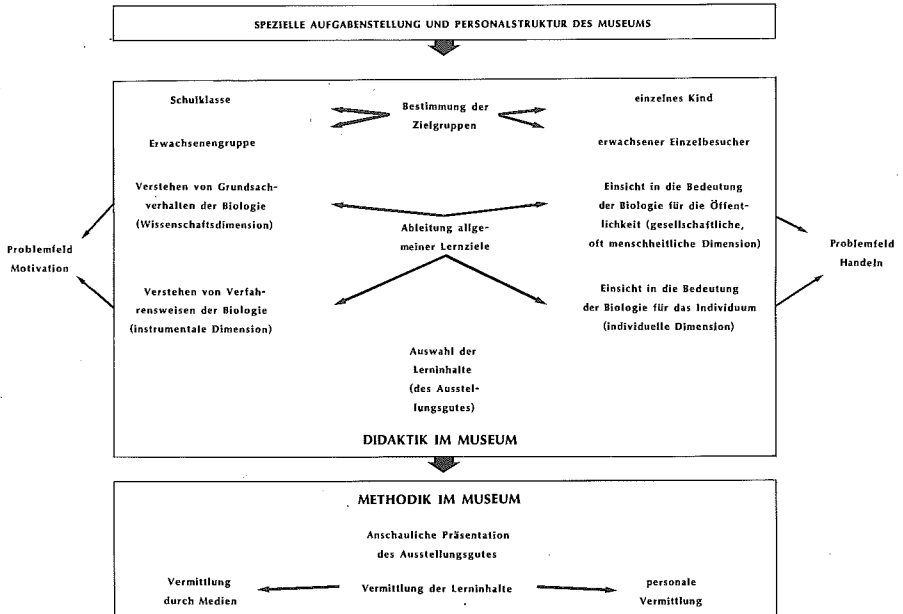 SPEZIELLE AUFGABENSTELLUNG UND PERSONALSTRUKTUR DES MUSEUMS
Schulklasse
Bestimmung der
Zielgruppen
einzelnes Kind
Erwachsenengruppe
erwachsener Einzelbesucher
Verstehen von Grundsach-
verhalten der Biologie
(Wissenschaftsdimension)
Ableitung allge-
meiner Lernziele
Einsicht in die Bedeutung
der Biologie für die Öffent-
lichkeit (gesellschaftliche,
oft menschheitliche Dimension)
Problemfeld
Motivation
Problemfeld
Handeln
Verstehen von Verfah-
rensweisen der Biologie
(instrumentale Dimension)
Einsicht in die Bedeutung
der Biologie für das Individuum
(individuelle Dimension)
Auswahl der
Lerninhalte
(des Ausstel-
lungsgutes)
DIDAKTIK IM MUSEUM
METHODIK IM MUSEUM
Anschauliche Präsentation
des Ausstellungsgutes
Vermittlung
durch Medien
Vermittlung der Lerninhalte
personale
Vermittlung